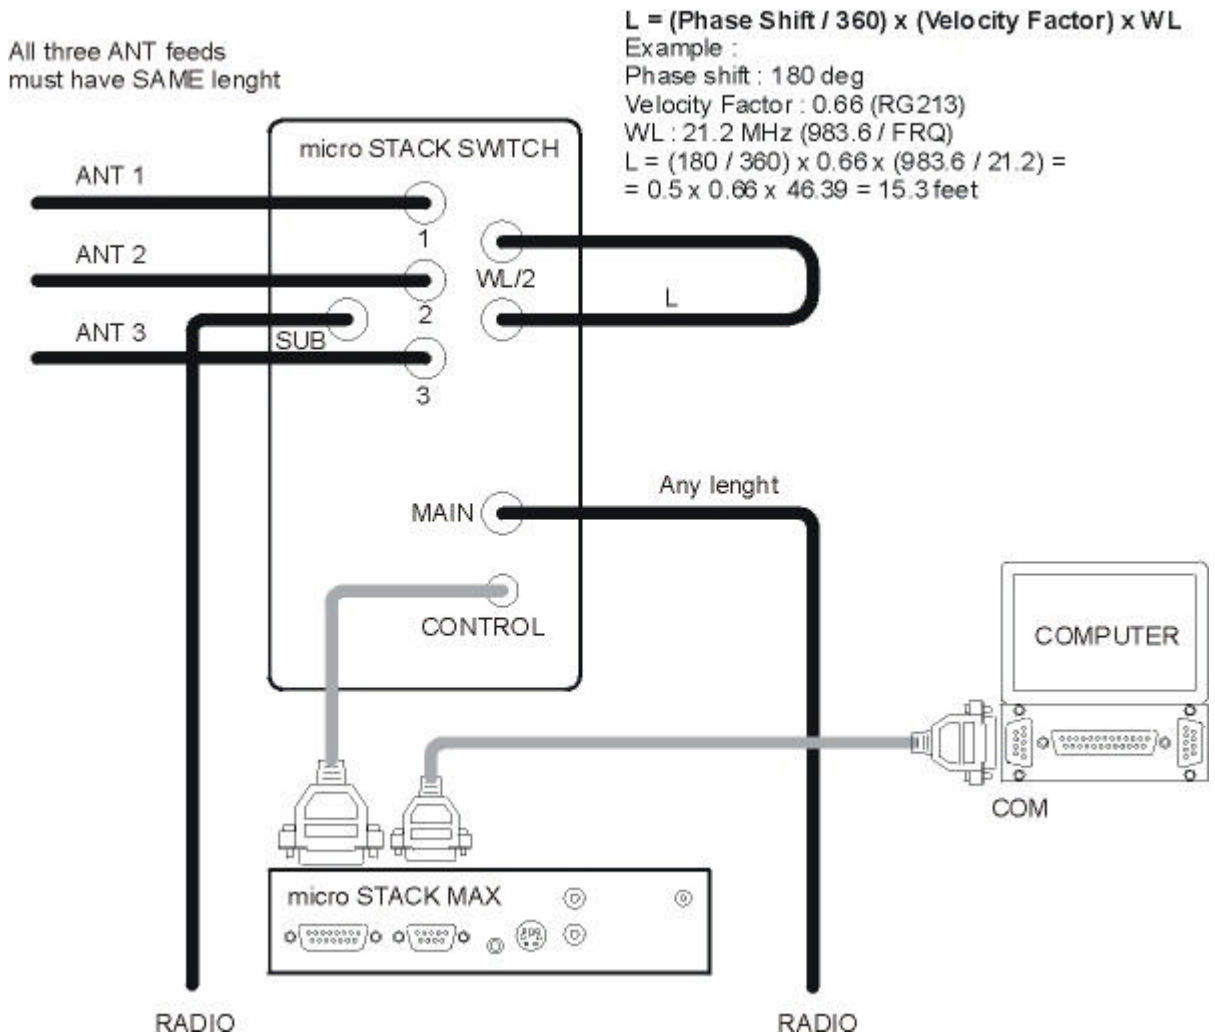 L = (Phase Shift / 360) x (Velocity Factor) x WL
Example :
Phase shift : 180 deg
Velocity Factor : 0.66 (RG213)
WL : 21.2 MHz (983.6 / FRQ)
L = (180 / 360) x 0.66 x (983.6 / 21.2) =
= 0.5 x 0.66 x 46.39 = 15.3 feet
All three ANT feeds
must have SAME lenght
micro STACK SWITCH
ANT 1
1
ANT 2
WL/2
2
L
ANT 3
SUB
3
Any lenght
MAIN
CONTROL
COMPUTER
COM
micro STACK MAX
RADIO
RADIO